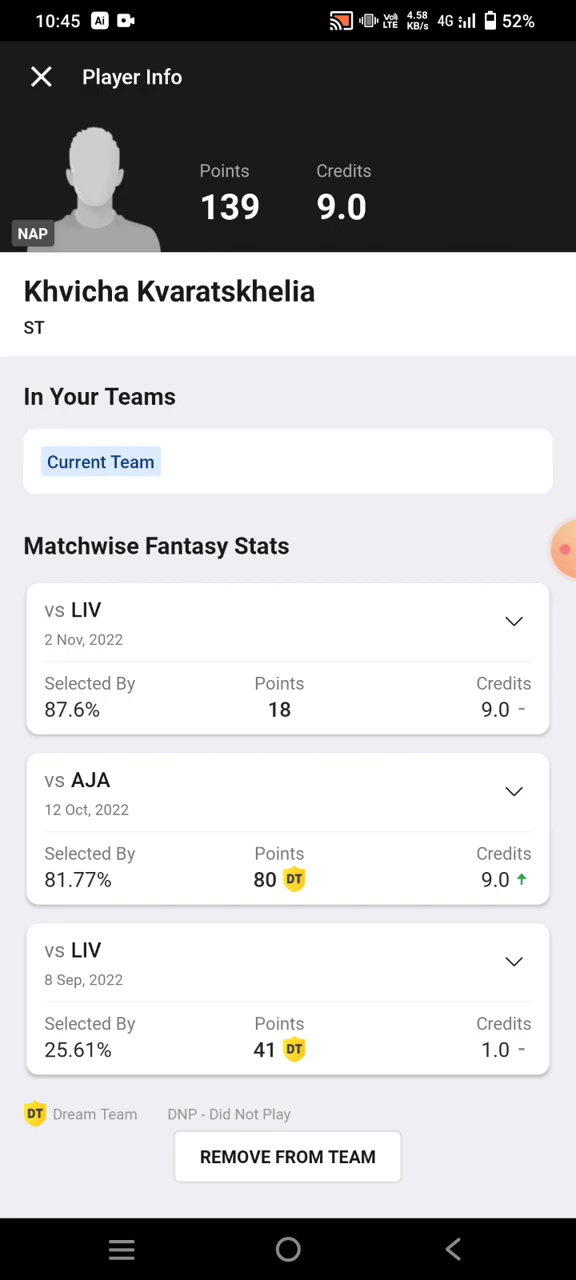 10:45 Ai Vol LTE 4.58 KB/s 4G 52%
Player Info
Points Credits
139 9.0
NAP
Khvicha Kvaratskhelia
ST
In Your Teams
Current Team
Matchwise Fantasy Stats
vs LIV
2 Nov, 2022
Selected By Points Credits
87.6% 18 9.0 -
vs AJA
12 Oct, 2022
Selected By Points Credits
81.77% 80 DT 9.0
vs LIV
8 Sep, 2022
Selected By Points Credits
25.61% 41 DT 1.0 -
DT Dream Team DNP - Did Not Play
REMOVE FROM TEAM